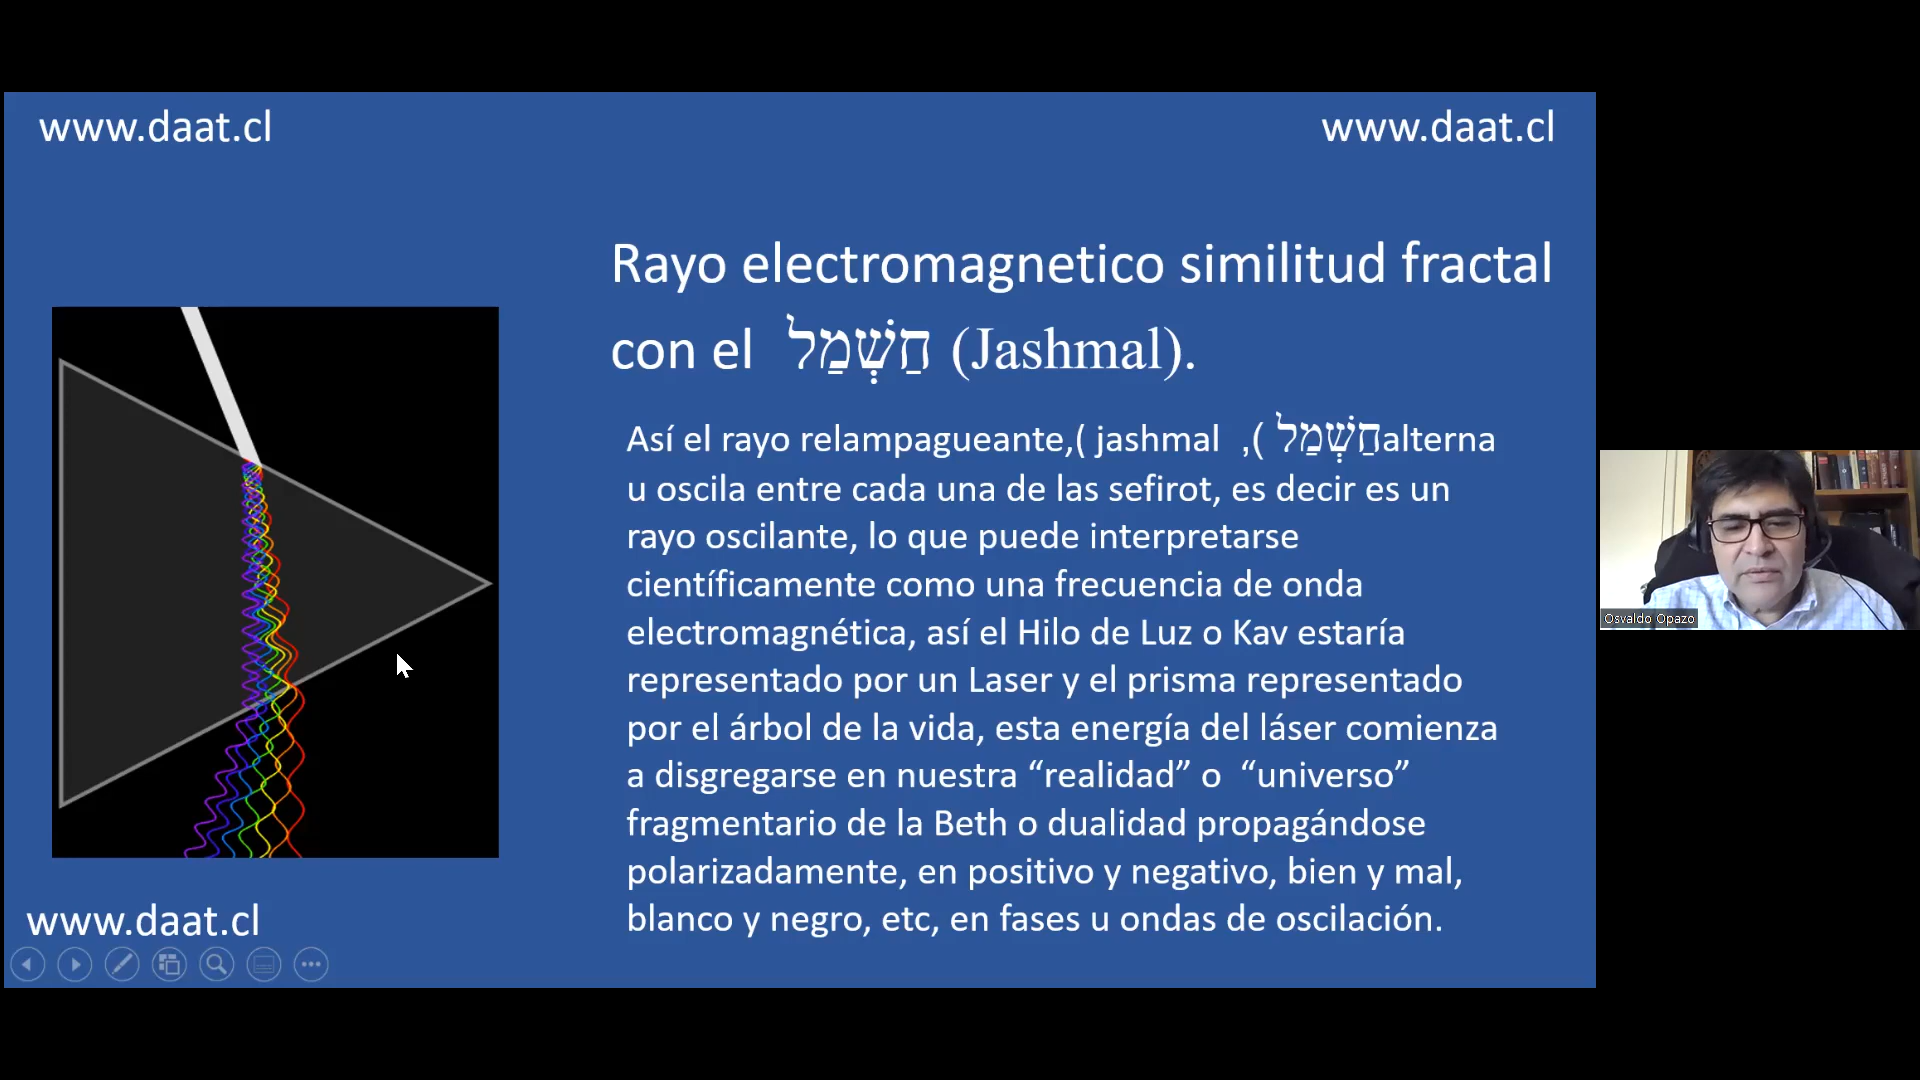 www.daat.cl
www.daat.cl
Rayo electromagnetico similitud fractal
con el חַשְׁמַל (Jashmal).
Así el rayo relampagueante,( jashmal ,( חַשְׁמַלalterna
u oscila entre cada una de las sefirot, es decir es un
rayo oscilante, lo que puede interpretarse
científicamente como una frecuencia de onda
electromagnética, así el Hilo de Luz o Kav estaría
representado por un Laser y el prisma representado
por el árbol de la vida, esta energía del láser comienza
a disgregarse en nuestra “realidad” o “universo”
fragmentario de la Beth o dualidad propagándose
polarizadamente, en positivo y negativo, bien y mal,
blanco y negro, etc, en fases u ondas de oscilación.
www.daat.cl
Osvaldo Opazo